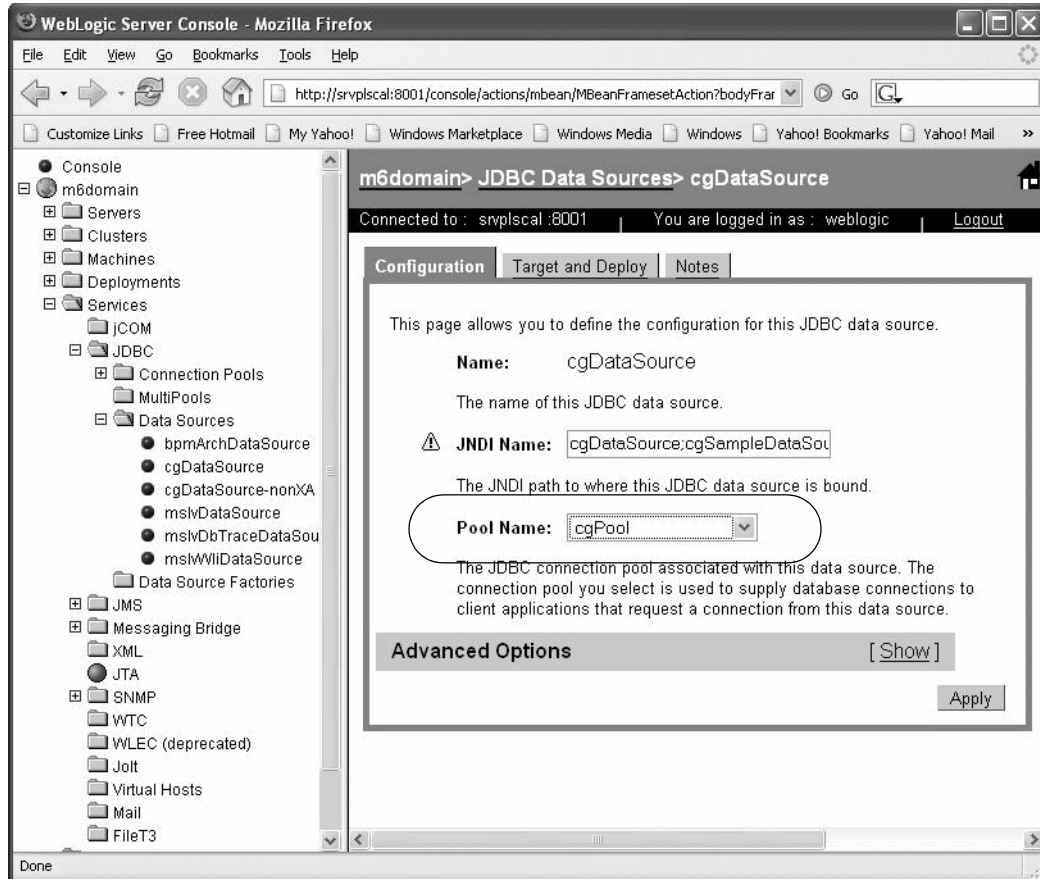 WebLogic Server Console - Mozilla Firefox
File Edit View Go Bookmarks Tools Help
http://srvplscal:8001/console/actions/mbean/MBeanFramesetAction?bodyFrar Go G
Customize Links Free Hotmail My Yahoo! Windows Marketplace Windows Media Windows Yahoo! Bookmarks Yahoo! Mail »
Console
m6domain
Servers
Clusters
Machines
Deployments
Services
jCOM
JDBC
Connection Pools
MultiPools
Data Sources
bpmArchDataSource
cgDataSource
cgDataSource-nonXA
mslvDataSource
mslvDbTraceDataSou
mslvWliDataSource
Data Source Factories
JMS
Messaging Bridge
XML
JTA
SNMP
WTC
WLEC (deprecated)
Jolt
Virtual Hosts
Mail
FileT3
m6domain> JDBC Data Sources> cgDataSource
Connected to : srvplscal :8001 You are logged in as : weblogic Logout
Configuration Target and Deploy Notes
This page allows you to define the configuration for this JDBC data source.
Name: cgDataSource
The name of this JDBC data source.
JNDI Name: cgDataSource;cgSampleDataSou
The JNDI path to where this JDBC data source is bound.
Pool Name: cgPool
The JDBC connection pool associated with this data source. The
connection pool you select is used to supply database connections to
client applications that request a connection from this data source.
Advanced Options [ Show ]
Apply
Done